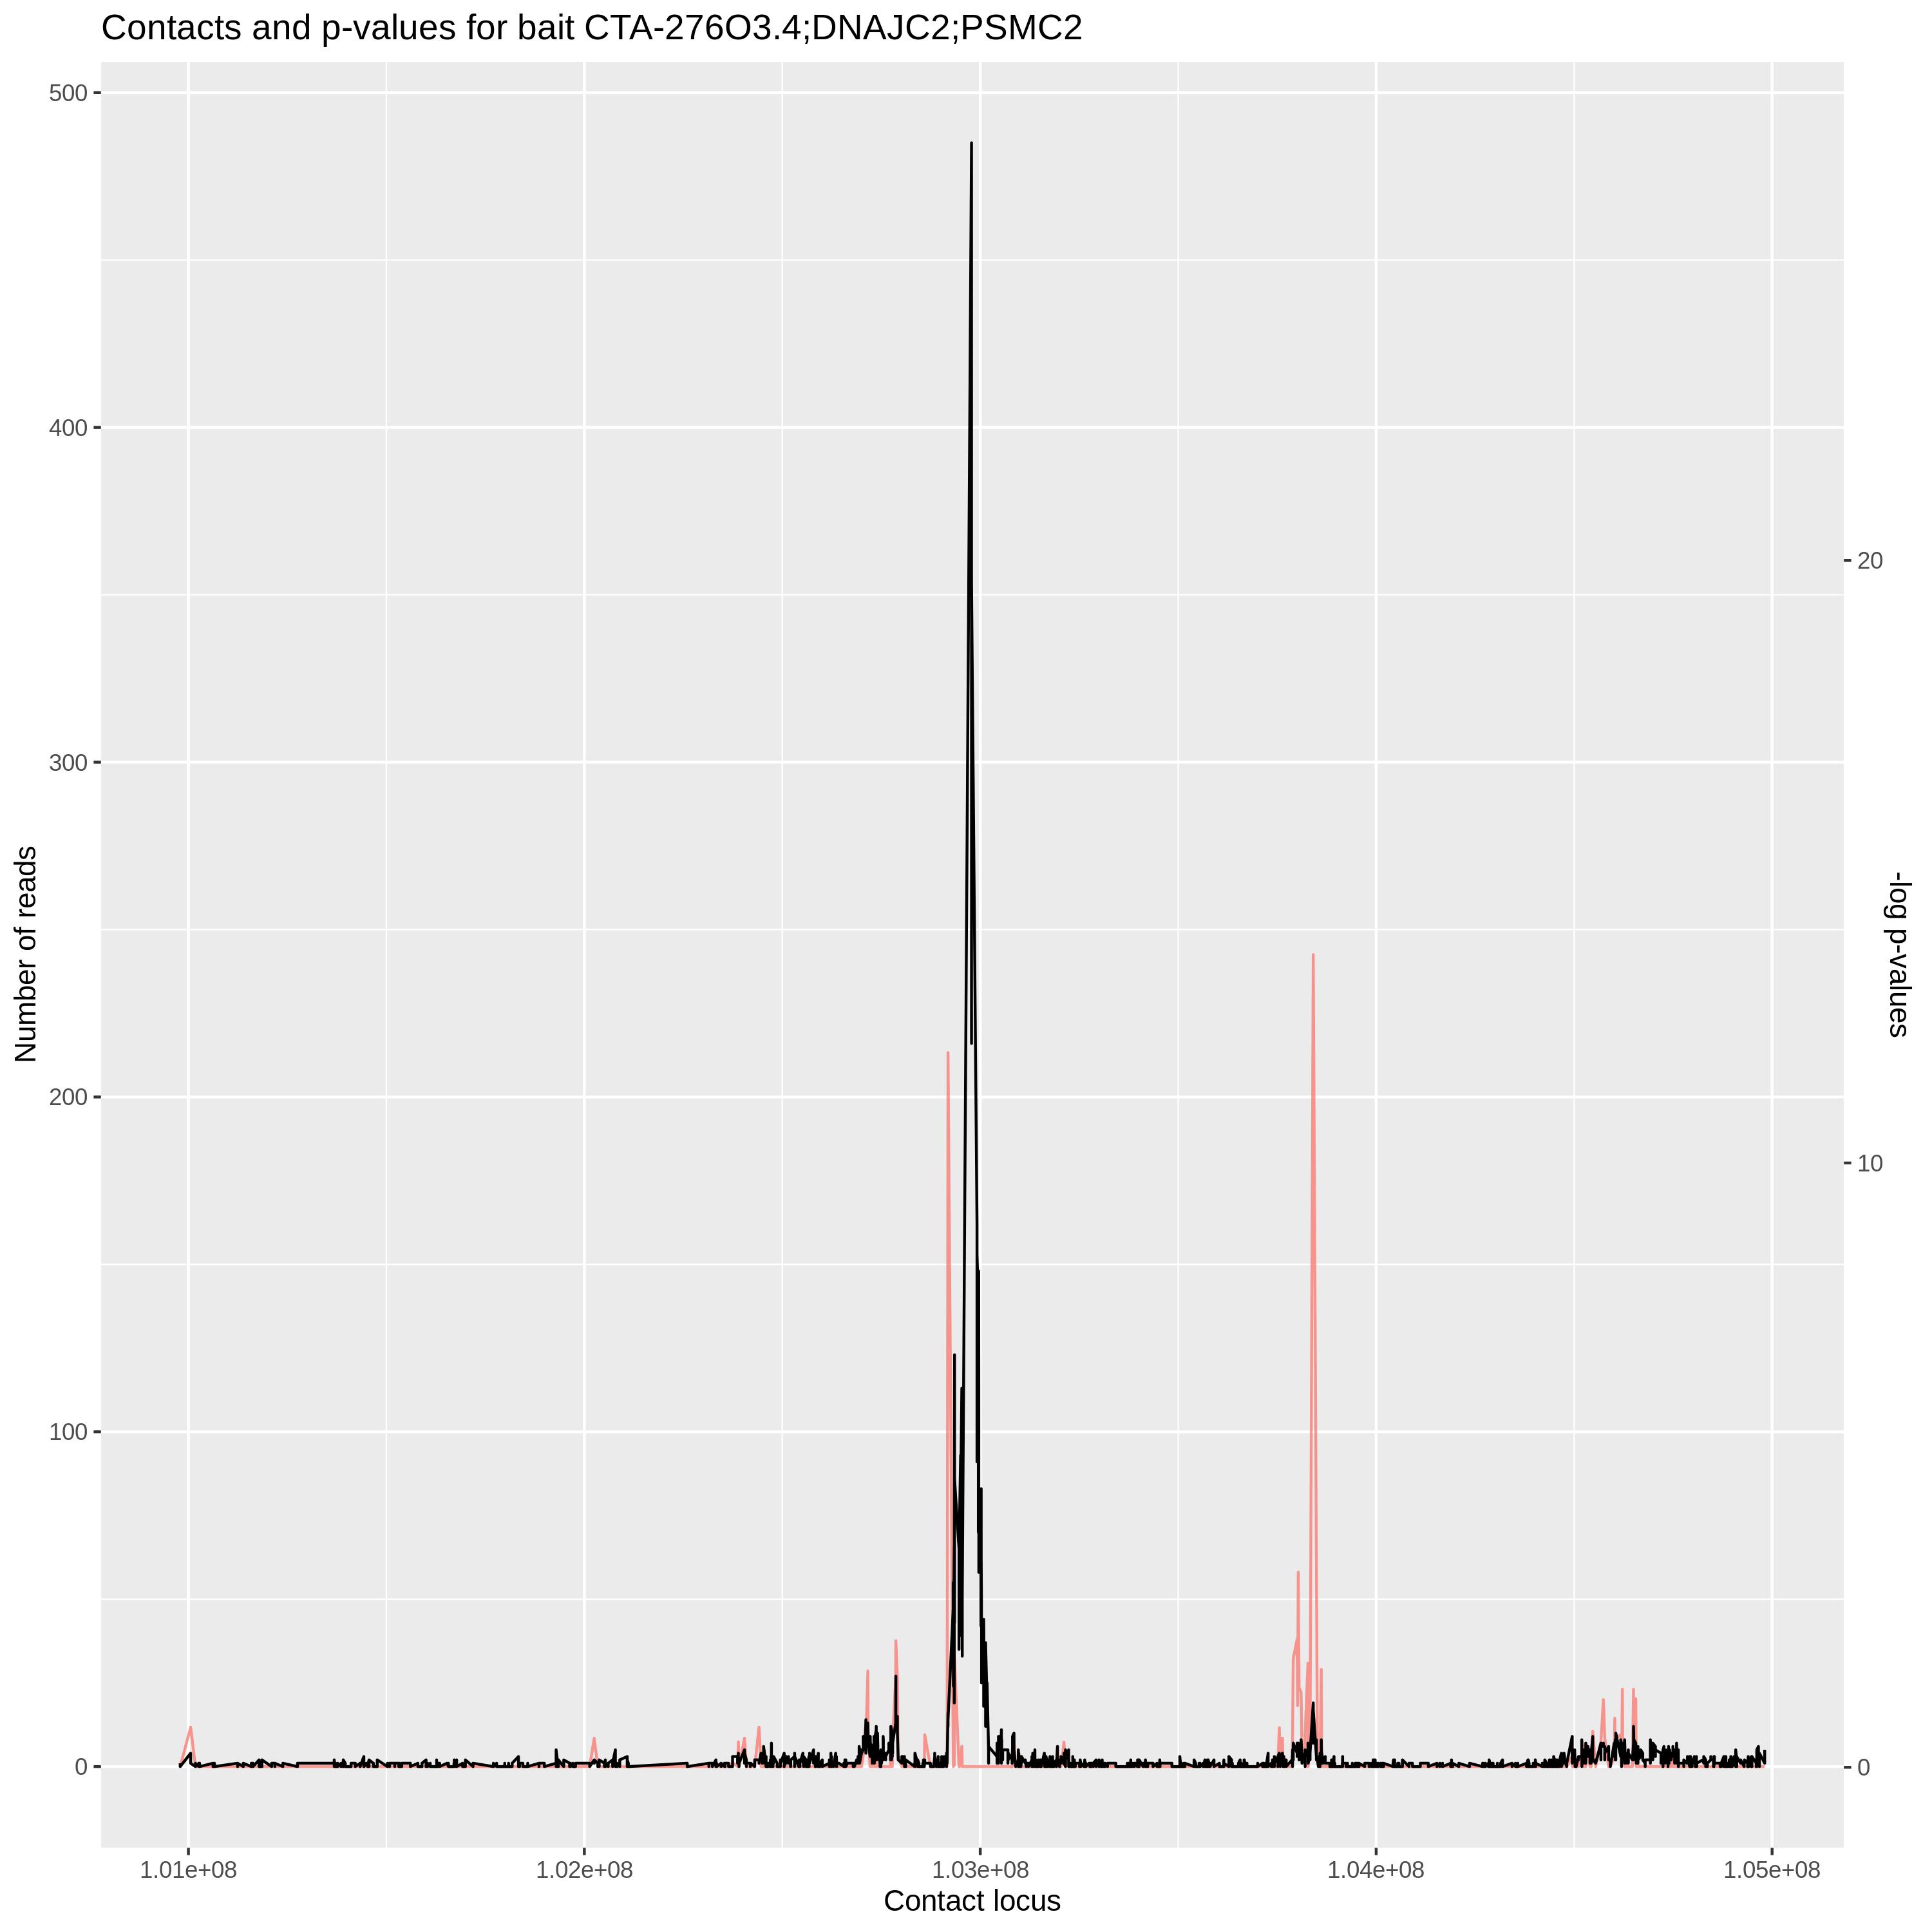 Contacts and p-values for bait CTA-276O3.4;DNAJC2;PSMC2
500
400
300
200
100
0
Number of reads
20
10
0
-log p-values
1.01e+08
1.02e+08
1.03e+08
1.04e+08
1.05e+08
Contact locus